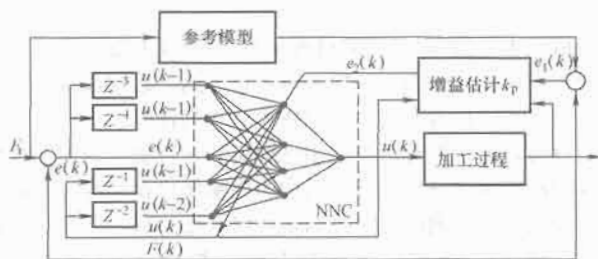 参考模型
e₂(k)
e₁(k)
增益估计kₚ
Z⁻³
u(k−1)
Z⁻⁴
u(k−1)
e(k)
e(k)
u(k)
加工过程
Z⁻¹
u(k−1)
Z⁻²
u(k−2)
NNC
u(k)
F(k)